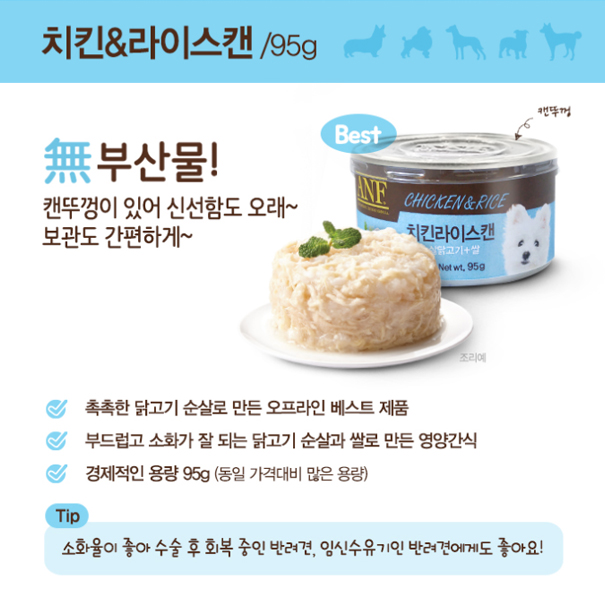 치킨&라이스캔 /95g
캔뚜껑
Best
無 부산물!
캔뚜껑이 있어 신선함도 오래~
보관도 간편하게~
ANF
CHICKEN & RICE
치킨라이스캔
닭고기+쌀
Net wt, 95g
조리예
촉촉한 닭고기 순살로 만든 오프라인 베스트 제품
부드럽고 소화가 잘 되는 닭고기 순살과 쌀로 만든 영양간식
경제적인 용량 95g (동일 가격대비 많은 용량)
Tip
소화율이 좋아 수술 후 회복 중인 반려견, 임신수유기인 반려견에게도 좋아요!